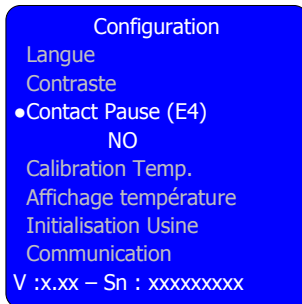 Configuration
Langue
Contraste
●Contact Pause (E4)
NO
Calibration Temp.
Affichage température
Initialisation Usine
Communication
V :x.xx – Sn : xxxxxxxxx